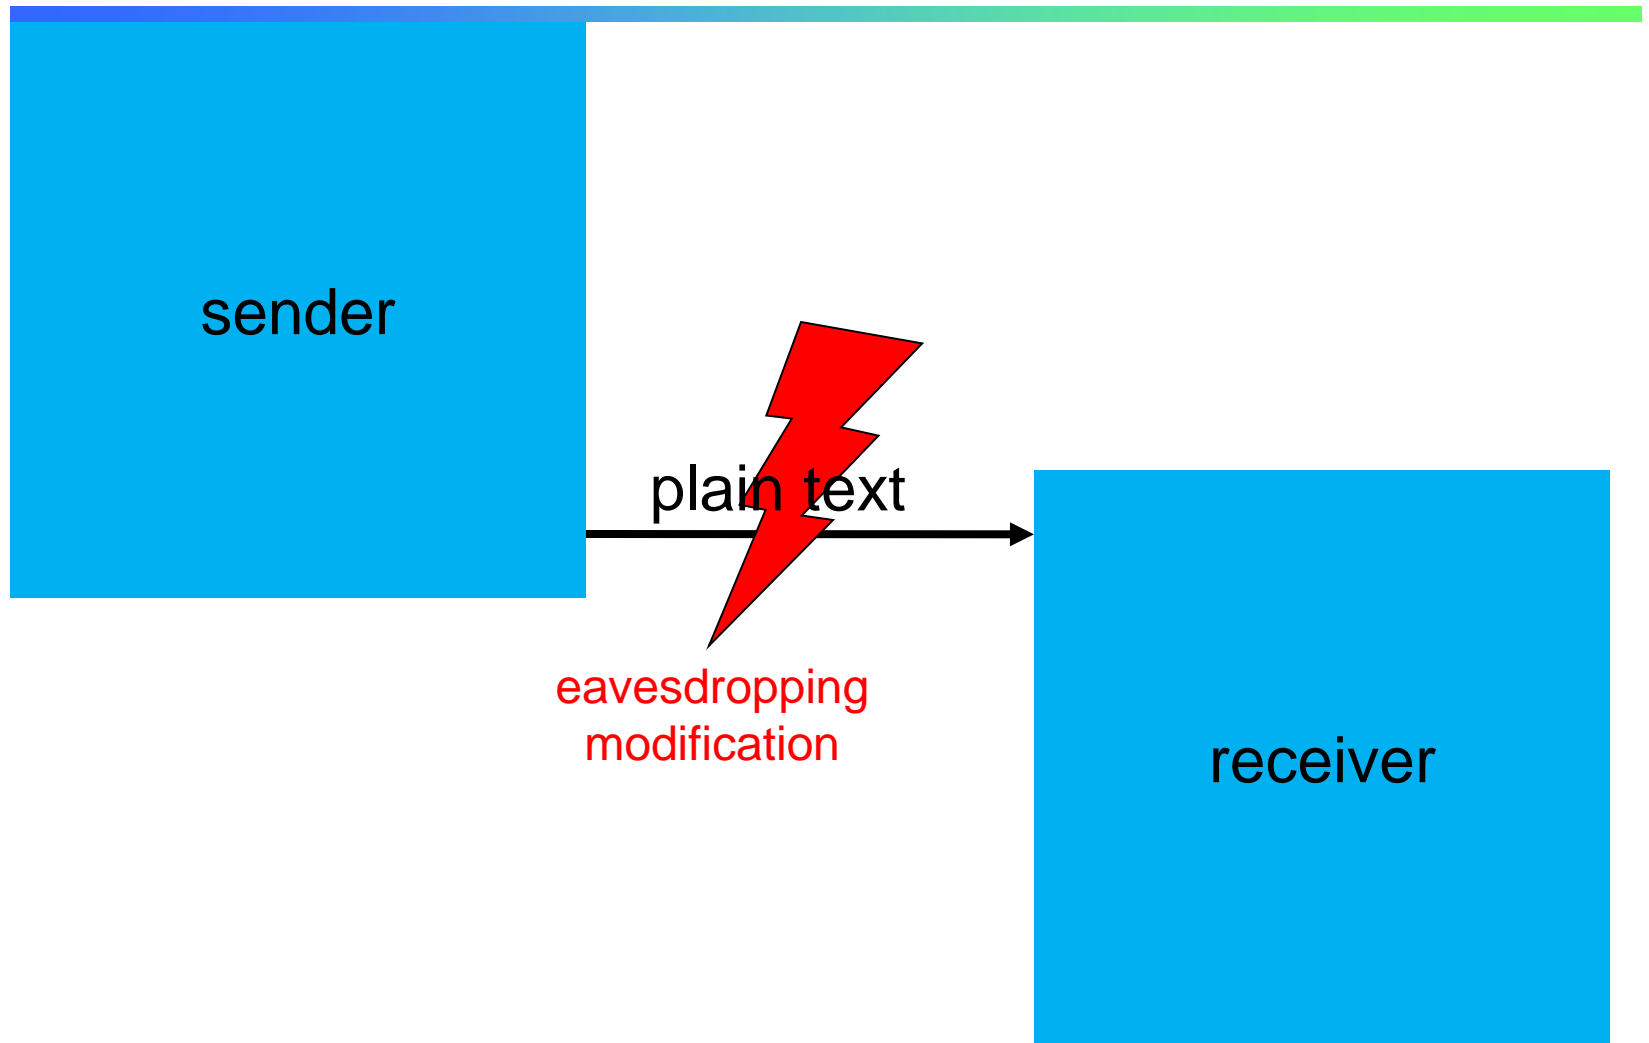 sender
plain text
eavesdropping
modification
receiver